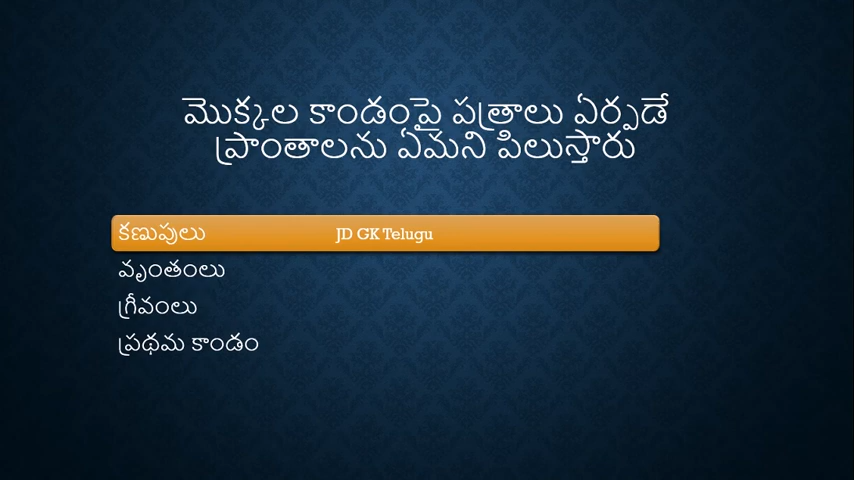 మొక్కల కాండంపై పత్రాలు ఏర్పడే
ప్రాంతాలను ఏమని పిలుస్తారు
కణుపులు JD GK Telugu
వృంతంలు
గ్రీవంలు
ప్రథమ కాండం